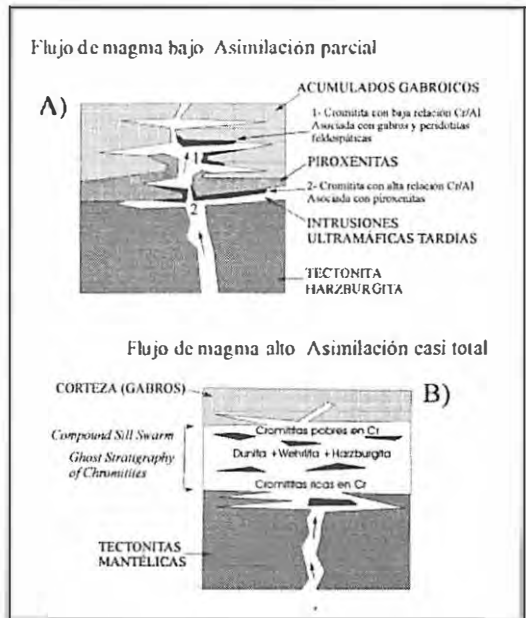 Flujo de magma bajo Asimilación parcial
A)
ACUMULADOS GABROICOS
1- Cromitita con baja relación Cr/Al
Asociada con gabros y peridotitas
feldospáticas
PIROXENITAS
2- Cromitita con alta relación Cr/Al
Asociada con piroxenitas
INTRUSIONES
ULTRAMÁFICAS TARDIAS
TECTONITA
HARZBURGITA
1
2
Flujo de magma alto Asimilación casi total
B)
CORTEZA (GABROS)
Compound Sill Swarm
Ghost Stratigraphy
of Chromitites
Cromititas pobres en Cr
Dunita + Wehrlita + Harzburgita
Cromititas ricas en Cr
TECTONITAS
MANTÉLICAS